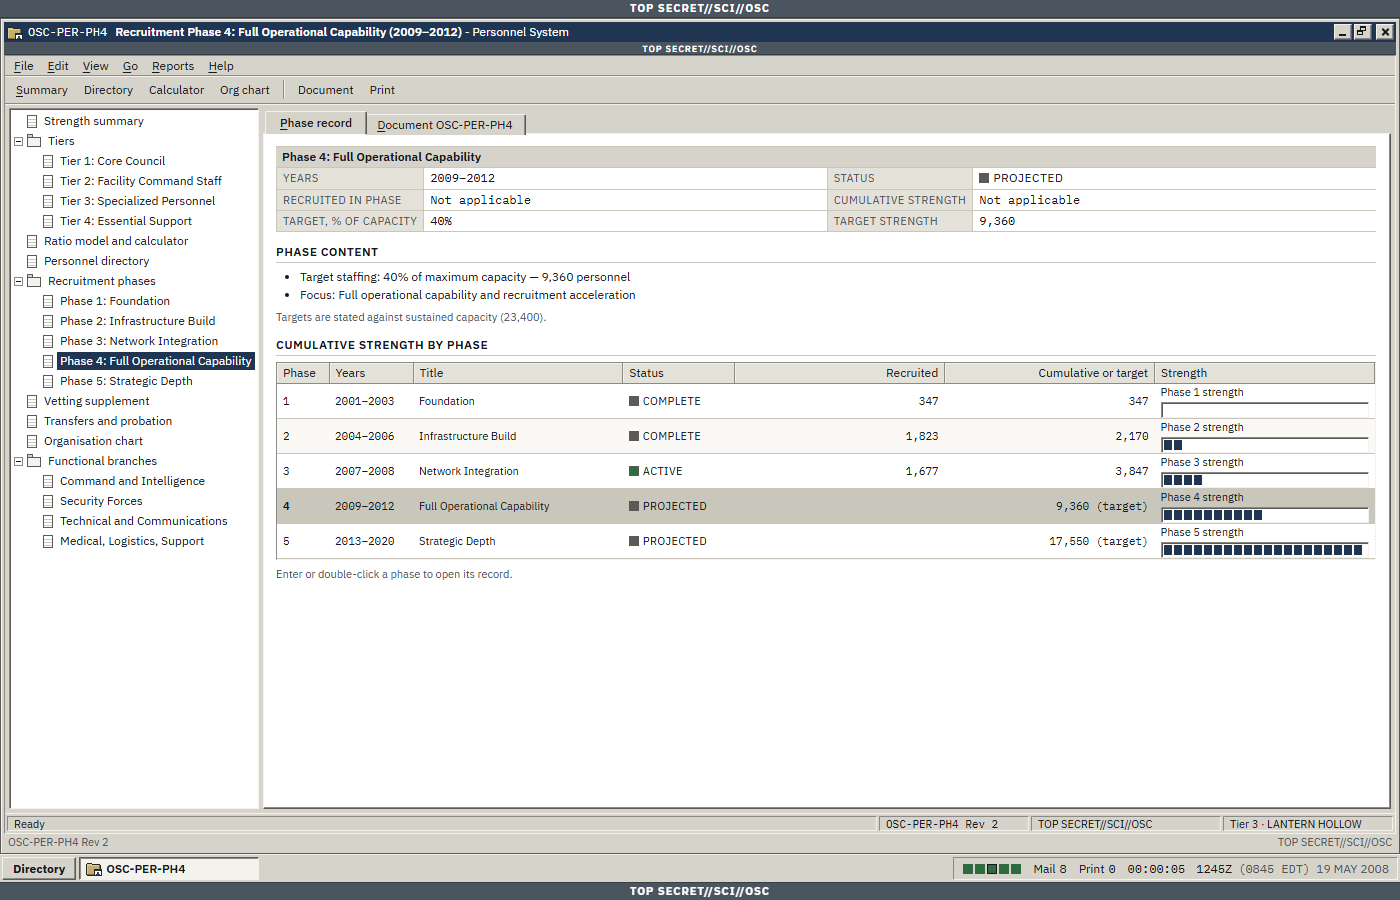 TOP SECRET//SCI//OSC
OSC-PER-PH4 Recruitment Phase 4: Full Operational Capability (2009–2012) - Personnel System
TOP SECRET//SCI//OSC
File Edit View Go Reports Help
Summary Directory Calculator Org chart Document Print
Strength summary
Tiers
Tier 1: Core Council
Tier 2: Facility Command Staff
Tier 3: Specialized Personnel
Tier 4: Essential Support
Ratio model and calculator
Personnel directory
Recruitment phases
Phase 1: Foundation
Phase 2: Infrastructure Build
Phase 3: Network Integration
Phase 4: Full Operational Capability
Phase 5: Strategic Depth
Vetting supplement
Transfers and probation
Organisation chart
Functional branches
Command and Intelligence
Security Forces
Technical and Communications
Medical, Logistics, Support
Phase record Document OSC-PER-PH4
Phase 4: Full Operational Capability
YEARS 2009–2012 STATUS PROJECTED
RECRUITED IN PHASE Not applicable CUMULATIVE STRENGTH Not applicable
TARGET, % OF CAPACITY 40% TARGET STRENGTH 9,360
PHASE CONTENT
• Target staffing: 40% of maximum capacity — 9,360 personnel
• Focus: Full operational capability and recruitment acceleration
Targets are stated against sustained capacity (23,400).
CUMULATIVE STRENGTH BY PHASE
Phase Years Title Status Recruited Cumulative or target Strength
1 2001–2003 Foundation COMPLETE 347 347 Phase 1 strength
2 2004–2006 Infrastructure Build COMPLETE 1,823 2,170 Phase 2 strength
3 2007–2008 Network Integration ACTIVE 1,677 3,847 Phase 3 strength
4 2009–2012 Full Operational Capability PROJECTED 9,360 (target) Phase 4 strength
5 2013–2020 Strategic Depth PROJECTED 17,550 (target) Phase 5 strength
Enter or double-click a phase to open its record.
Ready OSC-PER-PH4 Rev 2 TOP SECRET//SCI//OSC Tier 3 · LANTERN HOLLOW
OSC-PER-PH4 Rev 2 TOP SECRET//SCI//OSC
Directory OSC-PER-PH4 Mail 8 Print 0 00:00:05 1245Z (0845 EDT) 19 MAY 2008
TOP SECRET//SCI//OSC